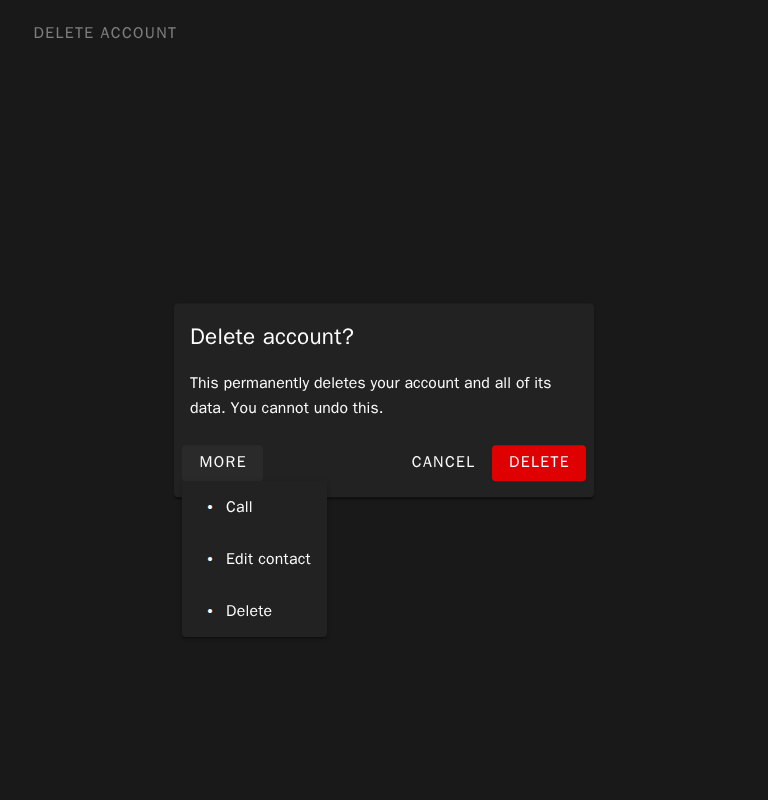 DELETE ACCOUNT
Delete account?
This permanently deletes your account and all of its
data. You cannot undo this.
MORE CANCEL DELETE
• Call
• Edit contact
• Delete